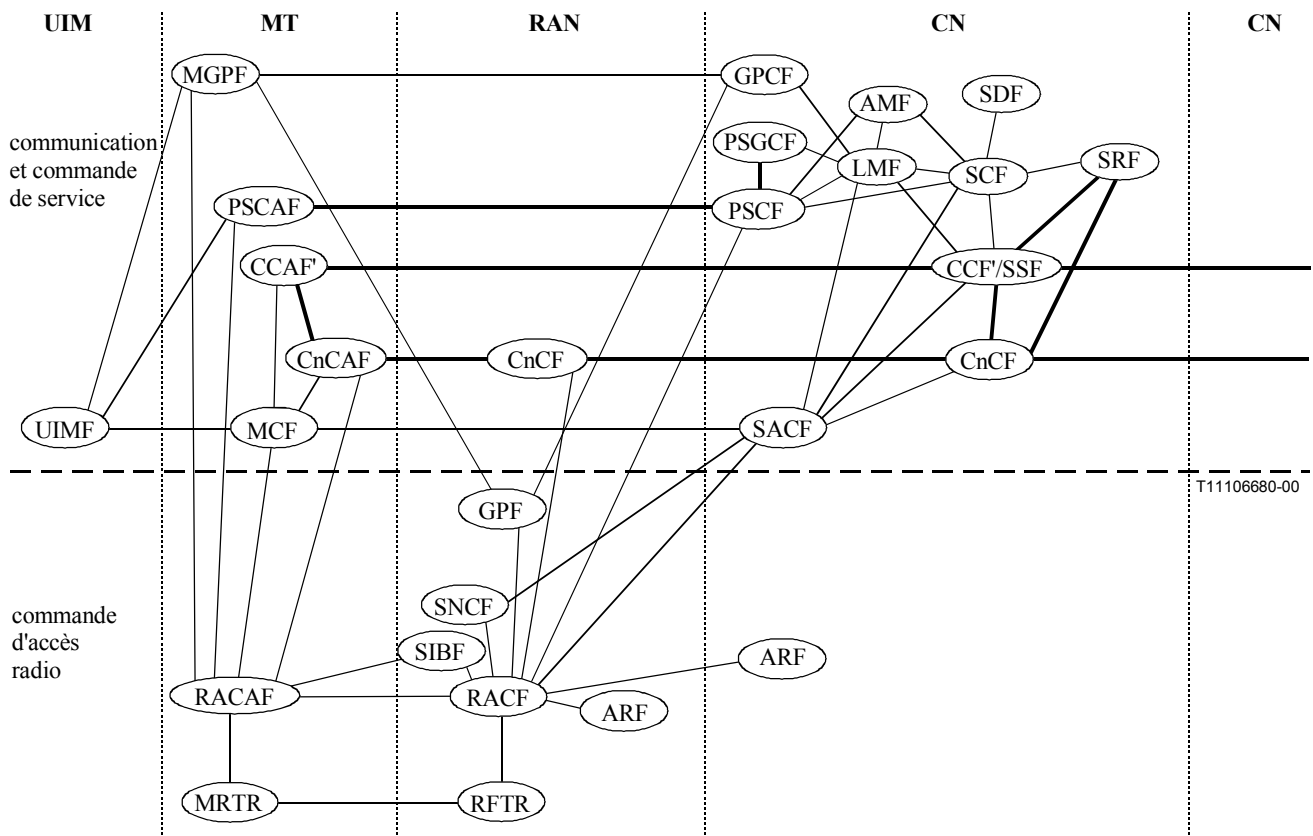 UIM MT RAN CN CN
MGPF GPCF
AMF SDF
communication
et commande
de service
PSGCF LMF SCF SRF
PSCAF PSCF
CCAF' CCF'/SSF
CnCAF CnCF CnCF
UIMF MCF SACF
T11106680-00
GPF
commande
d'accès
radio
SNCF
SIBF ARF
RACAF RACF ARF
MRTR RFTR